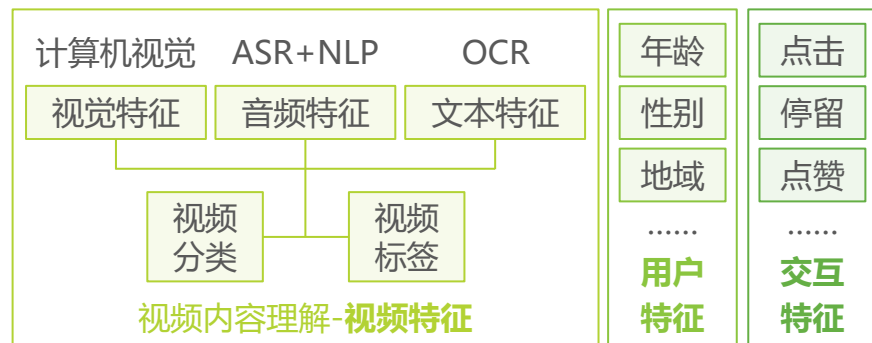 计算机视觉
ASR+NLP
OCR
视觉特征
音频特征
文本特征
视频
分类
视频
标签
视频内容理解-视频特征
年龄
性别
地域
......
用户
特征
点击
停留
点赞
......
交互
特征